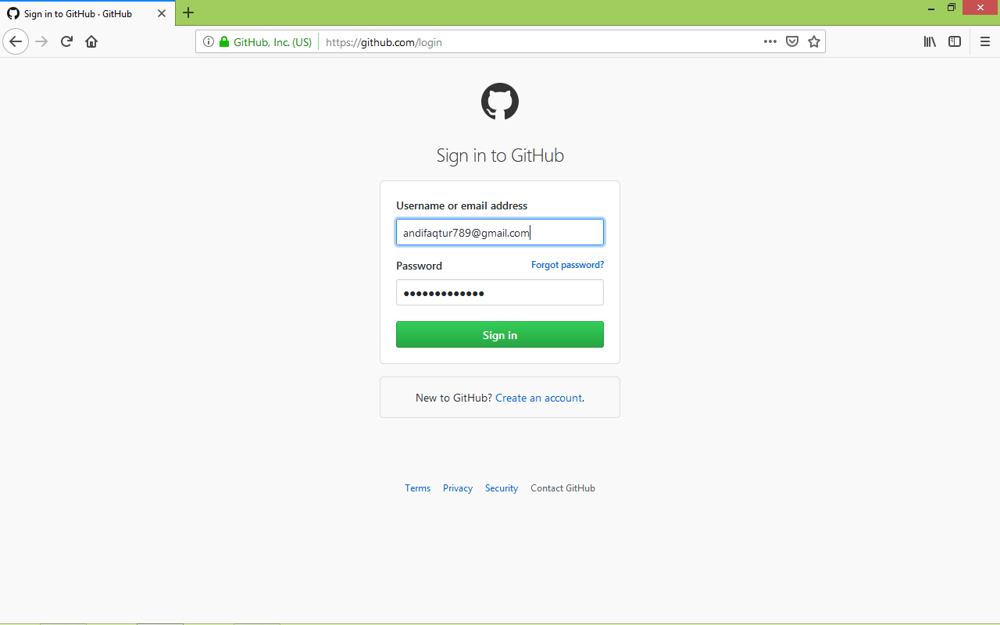 Sign in to GitHub · GitHub
GitHub, Inc. (US)
https://github.com/login
Sign in to GitHub
Username or email address
andifaqtur789@gmail.com
Password
Forgot password?
●●●●●●●●●●●●●
Sign in
New to GitHub? Create an account.
Terms Privacy Security Contact GitHub